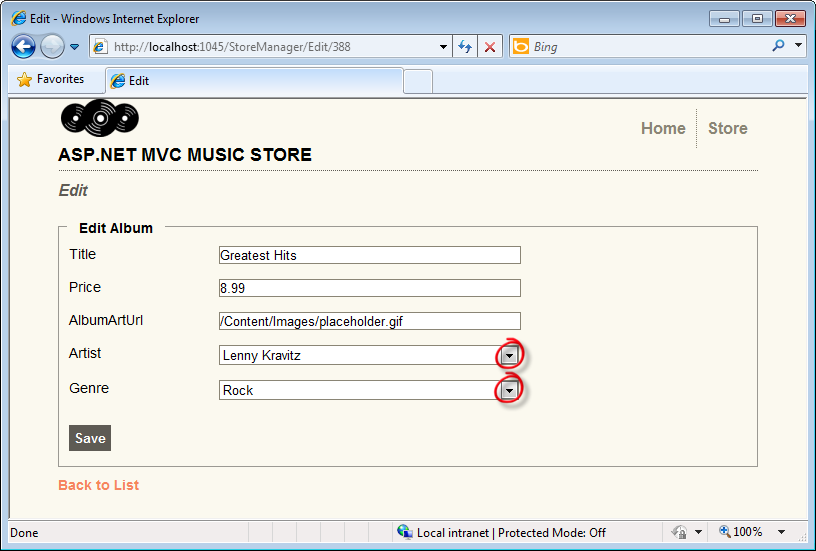 Edit - Windows Internet Explorer
http://localhost:1045/StoreManager/Edit/388
Bing
Favorites
Edit
Home
Store
ASP.NET MVC MUSIC STORE
Edit
Edit Album
Title
Greatest Hits
Price
8.99
AlbumArtUrl
/Content/Images/placeholder.gif
Artist
Lenny Kravitz
Genre
Rock
Save
Back to List
Done
Local intranet | Protected Mode: Off
100%